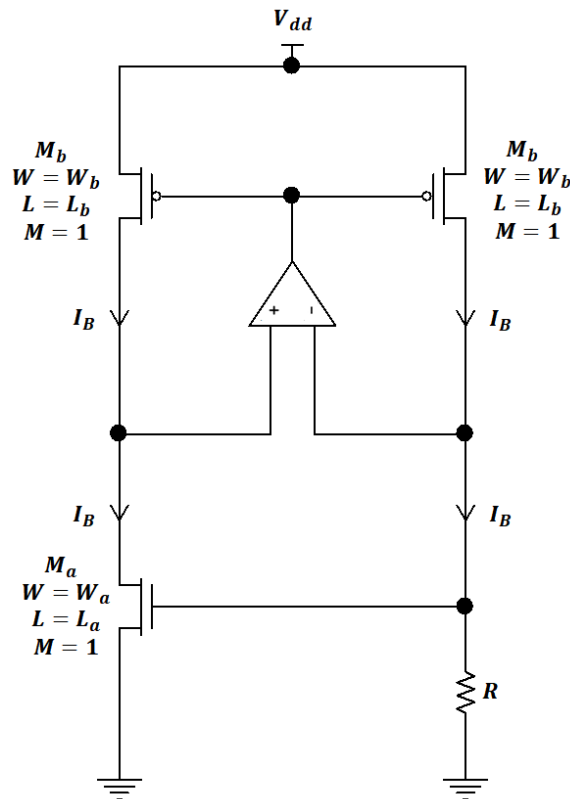 V_dd
M_b
W = W_b
L = L_b
M = 1
M_b
W = W_b
L = L_b
M = 1
+ −
I_B
I_B
I_B
I_B
M_a
W = W_a
L = L_a
M = 1
R